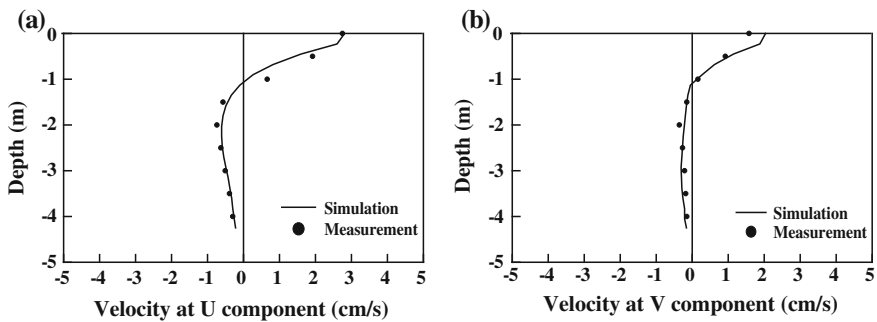 (a)
0
-1
-2
-3
-4
-5
Depth (m)
Simulation
Measurement
-5 -4 -3 -2 -1 0 1 2 3 4 5
Velocity at U component (cm/s)
(b)
0
-1
-2
-3
-4
-5
Depth (m)
Simulation
Measurement
-5 -4 -3 -2 -1 0 1 2 3 4 5
Velocity at V component (cm/s)